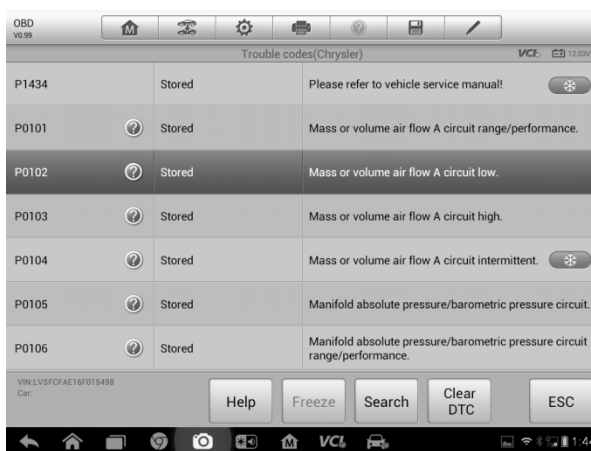 OBD
V0.99
Trouble codes(Chrysler)
VCI
12.03V
P1434 Stored Please refer to vehicle service manual!
P0101 Stored Mass or volume air flow A circuit range/performance.
P0102 Stored Mass or volume air flow A circuit low.
P0103 Stored Mass or volume air flow A circuit high.
P0104 Stored Mass or volume air flow A circuit intermittent.
P0105 Stored Manifold absolute pressure/barometric pressure circuit.
P0106 Stored Manifold absolute pressure/barometric pressure circuit
range/performance.
VIN:LVSFCFAE16F015498
Car:
Help Freeze Search Clear
DTC ESC
VCI
1:44